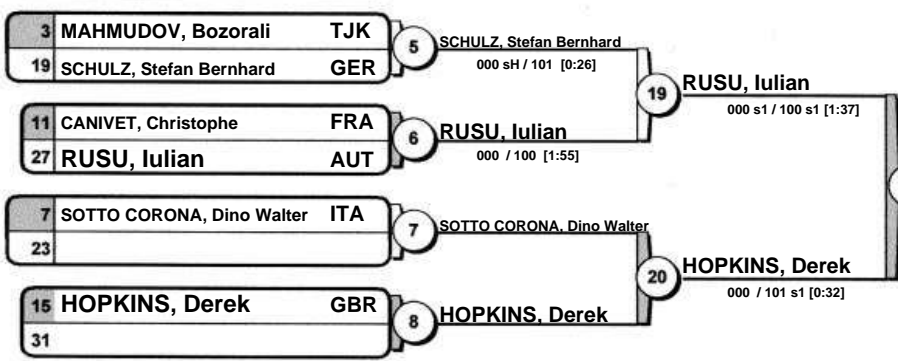 3 MAHMUDOV, Bozorali TJK
19 SCHULZ, Stefan Bernhard GER
5
SCHULZ, Stefan Bernhard
000 sH / 101 [0:26]
11 CANIVET, Christophe FRA
27 RUSU, Iulian AUT
6
RUSU, Iulian
000 / 100 [1:55]
19
RUSU, Iulian
000 s1 / 100 s1 [1:37]
7 SOTTO CORONA, Dino Walter ITA
23
7
SOTTO CORONA, Dino Walter
15 HOPKINS, Derek GBR
31
8
HOPKINS, Derek
20
HOPKINS, Derek
000 / 101 s1 [0:32]